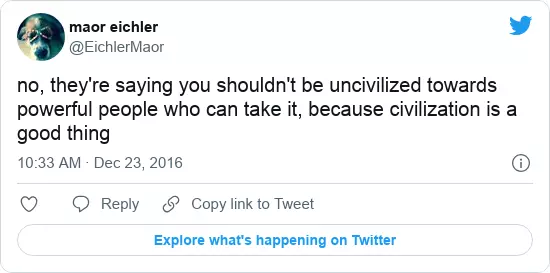 maor eichler
@EichlerMaor
no, they're saying you shouldn't be uncivilized towards
powerful people who can take it, because civilization is a
good thing
10:33 AM · Dec 23, 2016
Reply Copy link to Tweet
Explore what's happening on Twitter